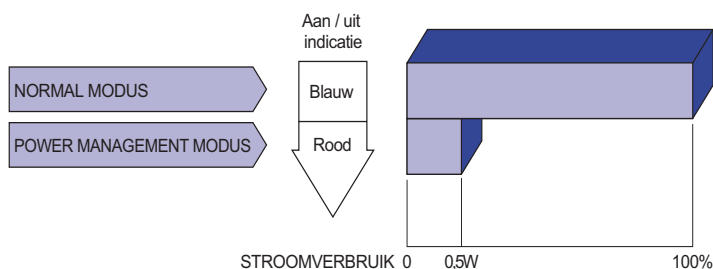 Aan / uit
indicatie
NORMAL MODUS
Blauw
POWER MANAGEMENT MODUS
Rood
STROOMVERBRUIK 0 0,5W 100%